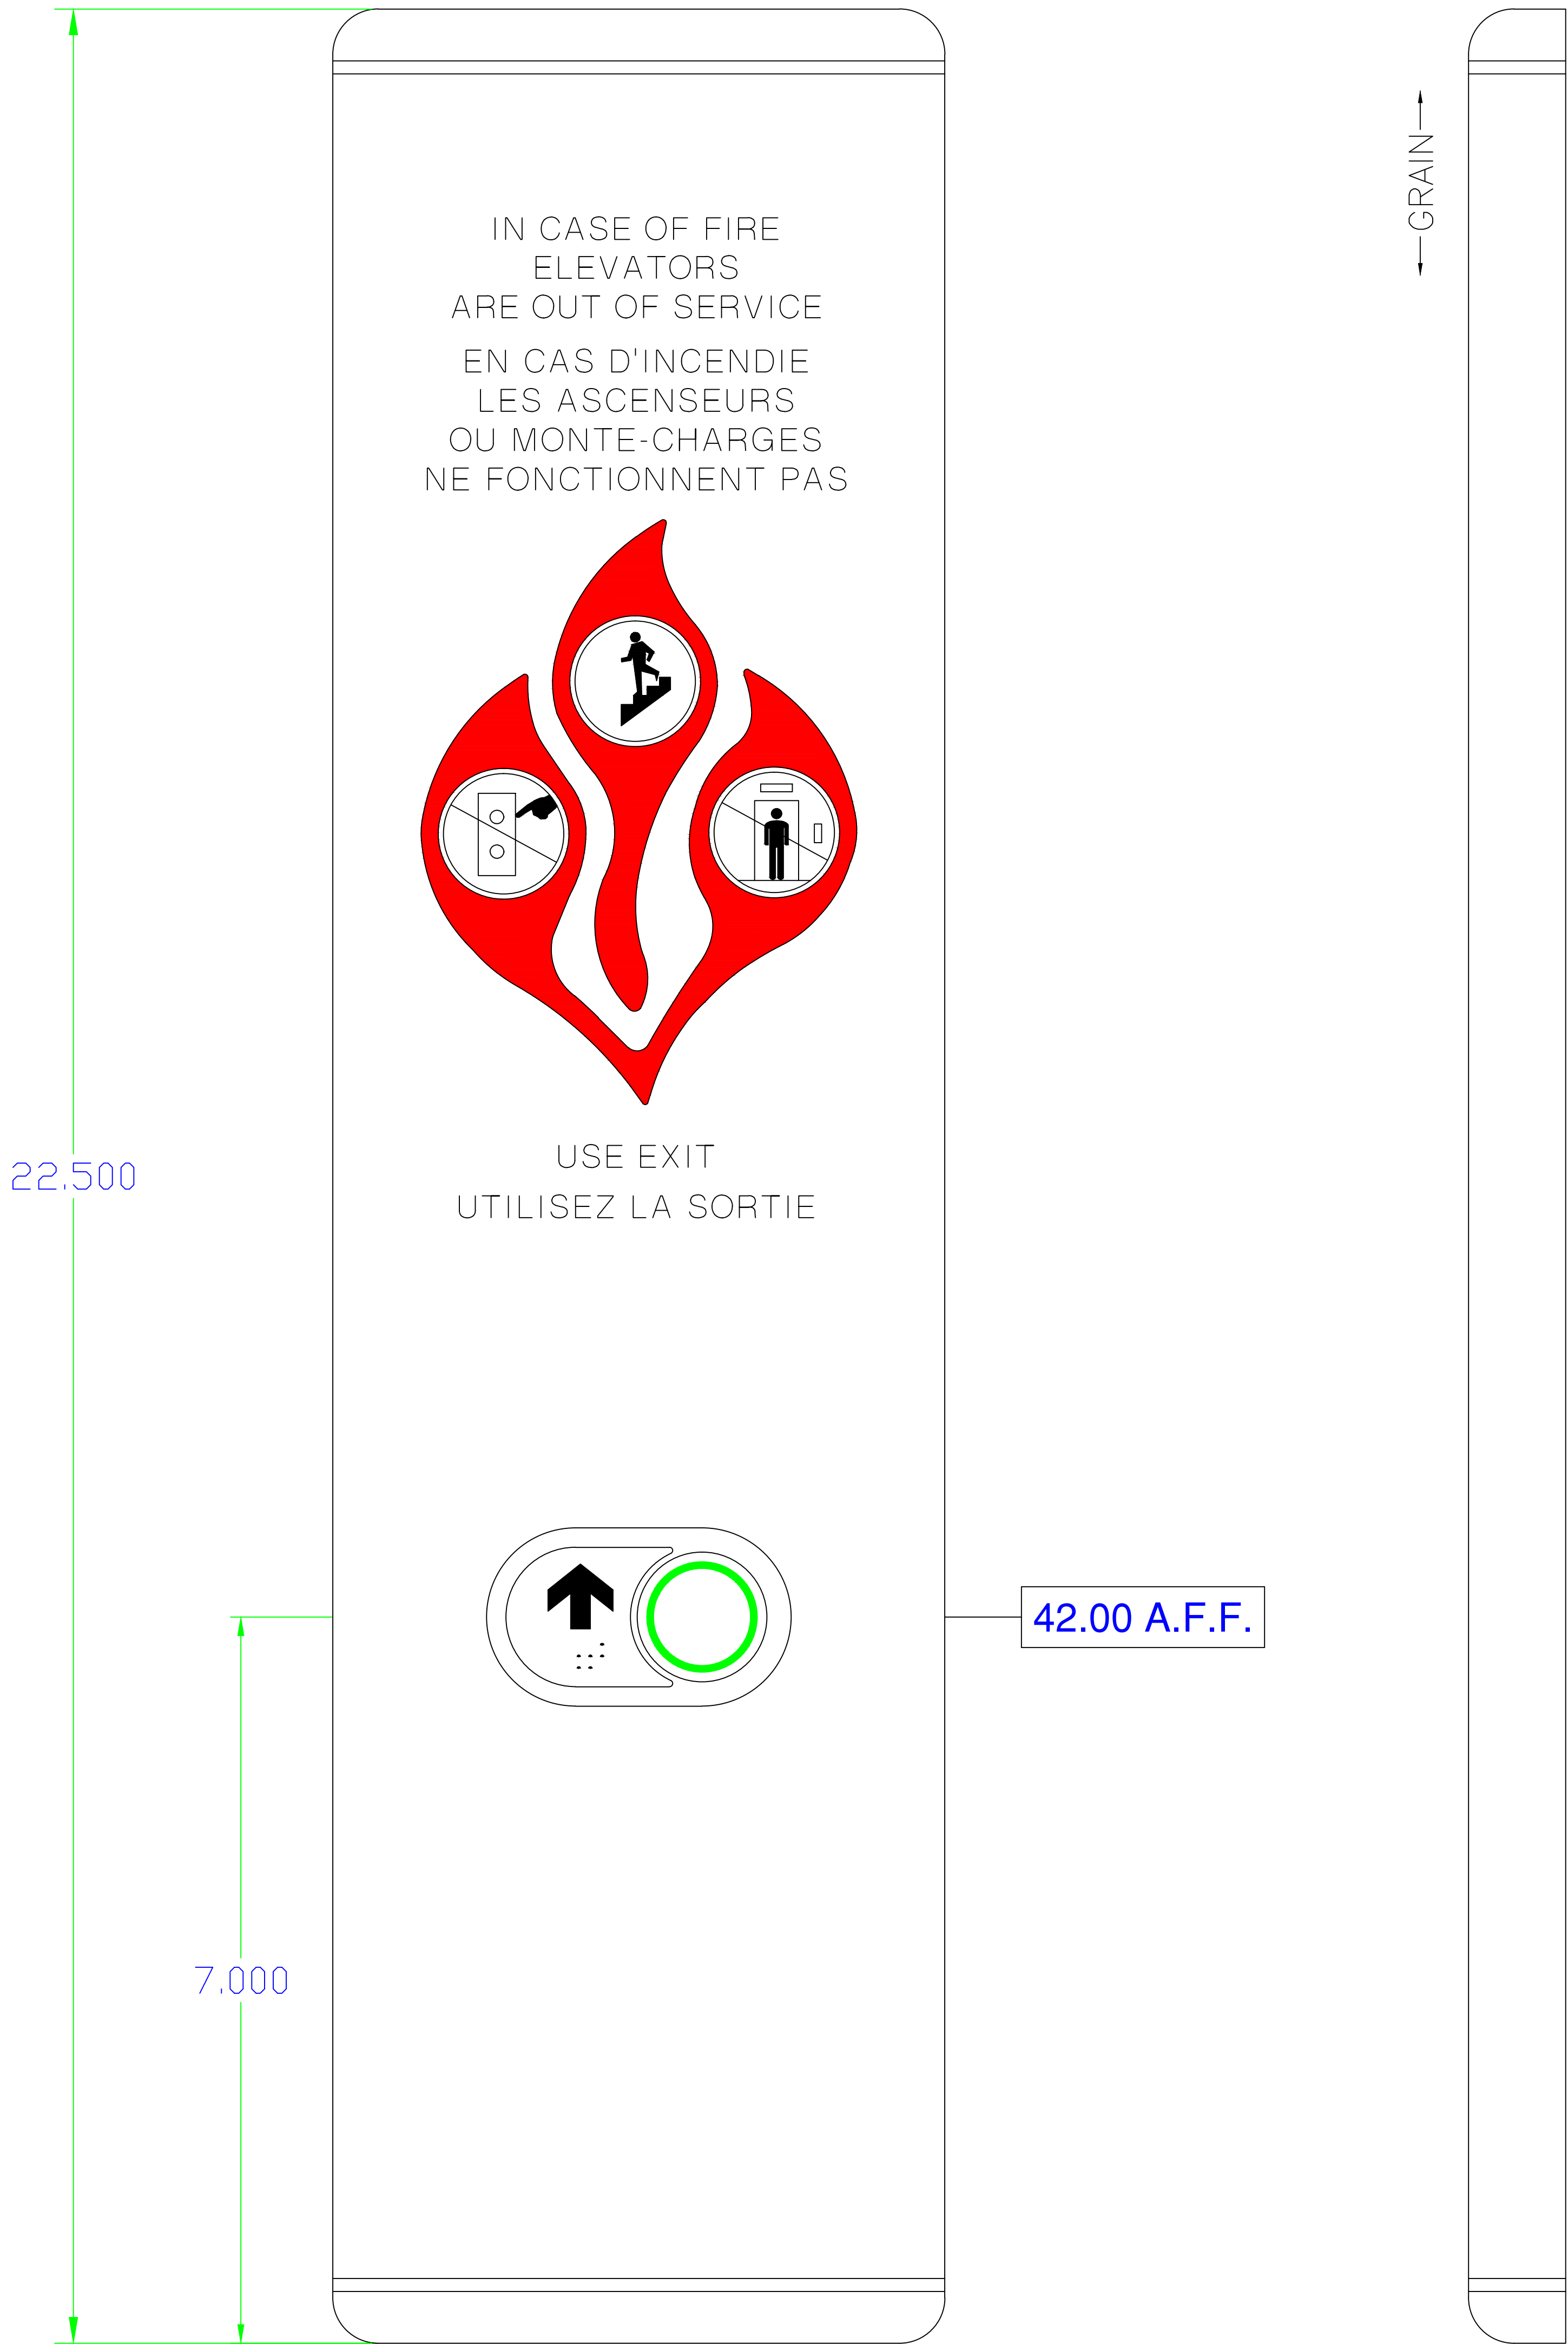 GRAIN
IN CASE OF FIRE
ELEVATORS
ARE OUT OF SERVICE
EN CAS D'INCENDIE
LES ASCENSEURS
OU MONTE-CHARGES
NE FONCTIONNENT PAS
USE EXIT
22.500
UTILISEZ LA SORTIE
42.00 A.F.F.
7.000